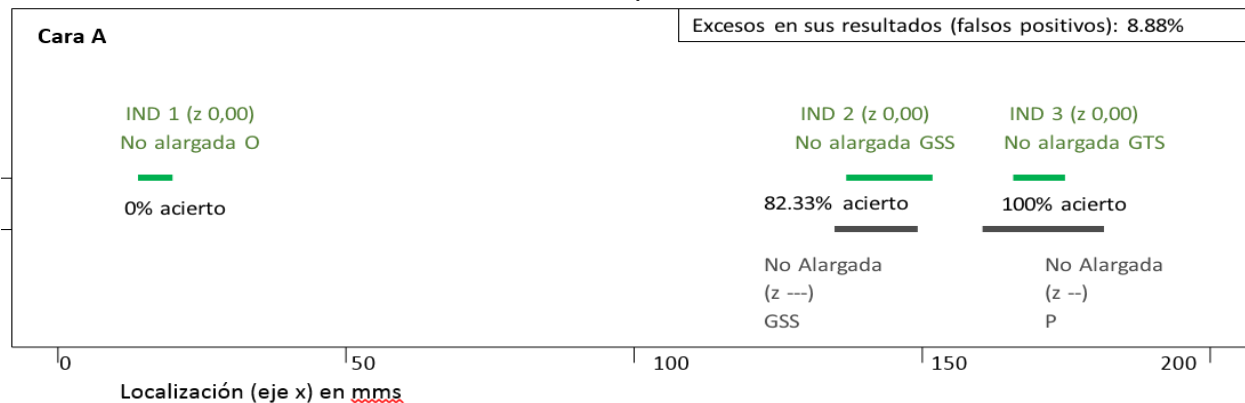 Excesos en sus resultados (falsos positivos): 8.88%
Cara A
IND 1 (z 0,00)
No alargada O
IND 2 (z 0,00)
No alargada GSS
IND 3 (z 0,00)
No alargada GTS
0% acierto
82.33% acierto
100% acierto
No Alargada
(z ---)
GSS
No Alargada
(z --)
P
0
50
100
150
200
Localización (eje x) en mms